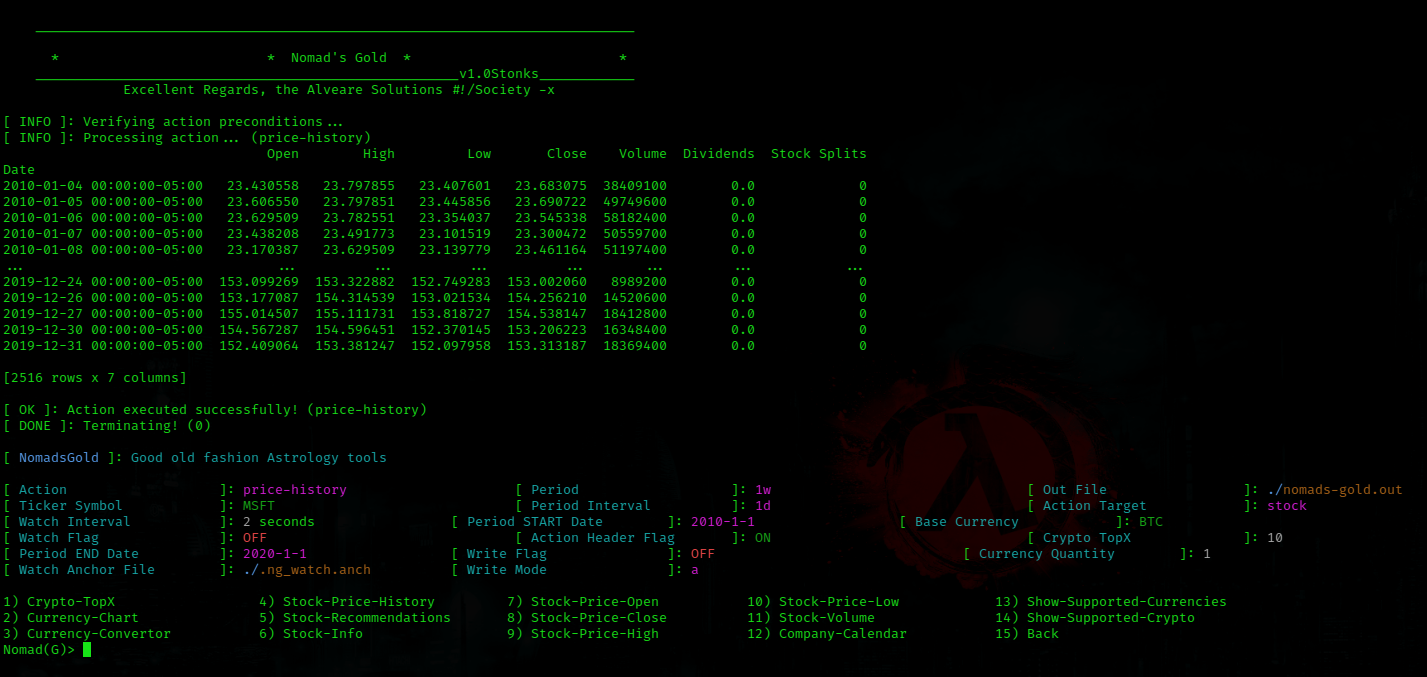 * * Nomad's Gold * *
v1.0Stonks
Excellent Regards, the Alveare Solutions #!/Society -x
[ INFO ]: Verifying action preconditions...
[ INFO ]: Processing action... (price-history)
Open High Low Close Volume Dividends Stock Splits
Date
2010-01-04 00:00:00-05:00 23.430558 23.797855 23.407601 23.683075 38409100 0.0 0
2010-01-05 00:00:00-05:00 23.606550 23.797851 23.445856 23.690722 49749600 0.0 0
2010-01-06 00:00:00-05:00 23.629509 23.782551 23.354037 23.545338 58182400 0.0 0
2010-01-07 00:00:00-05:00 23.438208 23.491773 23.101519 23.300472 50559700 0.0 0
2010-01-08 00:00:00-05:00 23.170387 23.629509 23.139779 23.461164 51197400 0.0 0
... ... ... ... ... ... ... ...
2019-12-24 00:00:00-05:00 153.099269 153.322882 152.749283 153.002060 8989200 0.0 0
2019-12-26 00:00:00-05:00 153.177087 154.314539 153.021534 154.256210 14520600 0.0 0
2019-12-27 00:00:00-05:00 155.014507 155.111731 153.818727 154.538147 18412800 0.0 0
2019-12-30 00:00:00-05:00 154.567287 154.596451 152.370145 153.206223 16348400 0.0 0
2019-12-31 00:00:00-05:00 152.409064 153.381247 152.097958 153.313187 18369400 0.0 0
[2516 rows x 7 columns]
[ OK ]: Action executed successfully! (price-history)
[ DONE ]: Terminating! (0)
[ NomadsGold ]: Good old fashion Astrology tools
[ Action ]: price-history [ Period ]: 1w [ Out File ]: ./nomads-gold.out
[ Ticker Symbol ]: MSFT [ Period Interval ]: 1d [ Action Target ]: stock
[ Watch Interval ]: 2 seconds [ Period START Date ]: 2010-1-1 [ Base Currency ]: BTC
[ Watch Flag ]: OFF [ Action Header Flag ]: ON [ Crypto TopX ]: 10
[ Period END Date ]: 2020-1-1 [ Write Flag ]: OFF [ Currency Quantity ]: 1
[ Watch Anchor File ]: ./.ng_watch.anch [ Write Mode ]: a
1) Crypto-TopX 4) Stock-Price-History 7) Stock-Price-Open 10) Stock-Price-Low 13) Show-Supported-Currencies
2) Currency-Chart 5) Stock-Recommendations 8) Stock-Price-Close 11) Stock-Volume 14) Show-Supported-Crypto
3) Currency-Convertor 6) Stock-Info 9) Stock-Price-High 12) Company-Calendar 15) Back
Nomad(G)>